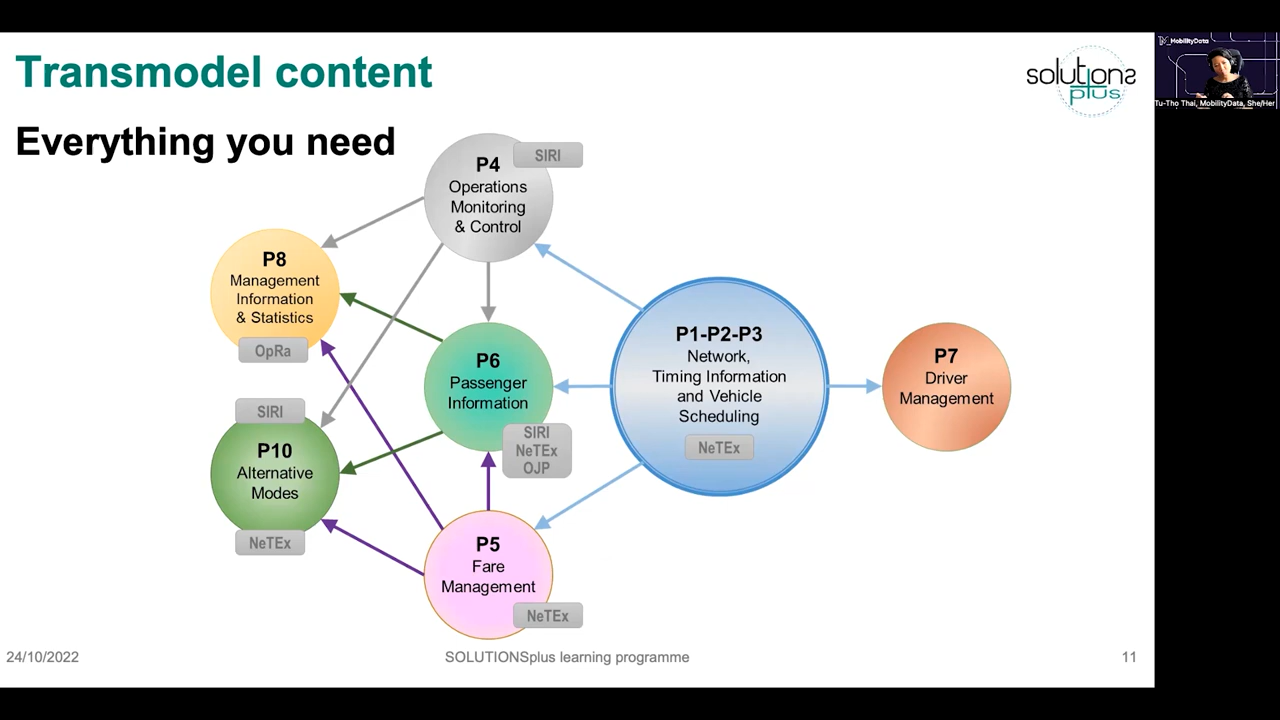 Transmodel content
Everything you need
solutions
plus
MobilityData
Tu-Tho Thai, MobilityData, She/Her
P4
Operations
Monitoring
& Control
SIRI
P8
Management
Information
& Statistics
OpRa
P6
Passenger
Information
SIRI
NeTEx
OJP
P1-P2-P3
Network,
Timing Information
and Vehicle
Scheduling
NeTEx
P7
Driver
Management
SIRI
P10
Alternative
Modes
NeTEx
P5
Fare
Management
NeTEx
24/10/2022
SOLUTIONSplus learning programme
11